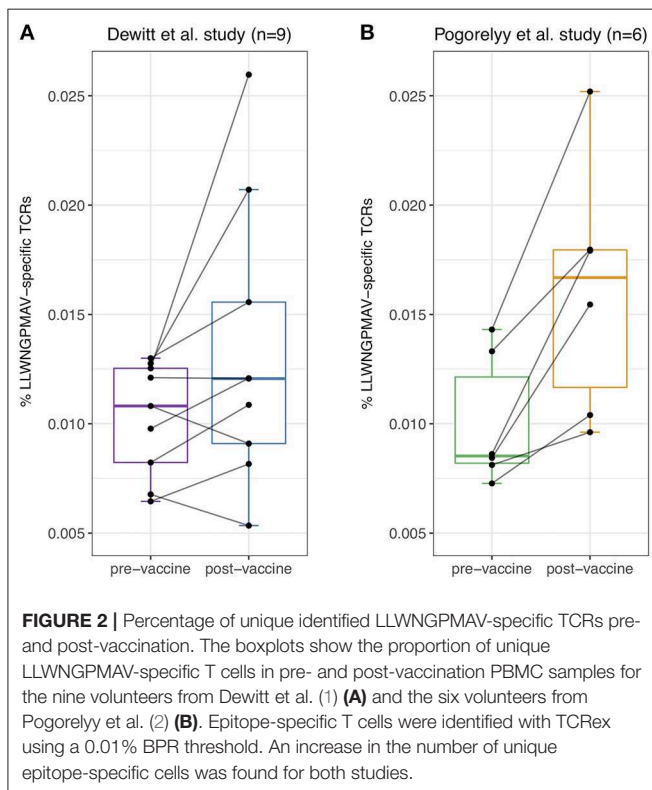 A
Dewitt et al. study (n=9)
% LLWNGPMAV−specific TCRs
0.025
0.020
0.015
0.010
0.005
pre−vaccine
post−vaccine
B
Pogorelyy et al. study (n=6)
% LLWNGPMAV−specific TCRs
0.025
0.020
0.015
0.010
0.005
pre−vaccine
post−vaccine
FIGURE 2 | Percentage of unique identified LLWNGPMAV-specific TCRs pre-
and post-vaccination. The boxplots show the proportion of unique
LLWNGPMAV-specific T cells in pre- and post-vaccination PBMC samples for
the nine volunteers from Dewitt et al. (1) (A) and the six volunteers from
Pogorelyy et al. (2) (B). Epitope-specific T cells were identified with TCRex
using a 0.01% BPR threshold. An increase in the number of unique
epitope-specific cells was found for both studies.